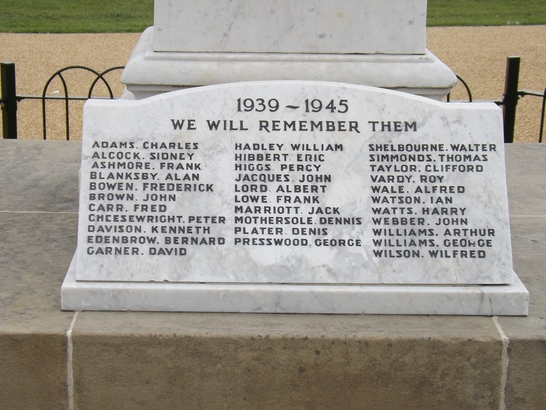 1939 ~ 1945
WE WILL REMEMBER THEM
ADAMS. CHARLES
ALCOCK. SIDNEY
ASHMORE. FRANK
BLANKSBY. ALAN
BOWEN. FREDERICK
BROWN. JOHN
CARR. FRED
CHEESEWRIGHT. PETER
DAVISON. KENNETH
EDENBROW. BERNARD
GARNER. DAVID
HADLEY. WILLIAM
HIBBERT. ERIC
HIGGS. PERCY
JACQUES. JOHN
LORD. ALBERT
LOWE. FRANK
MARRIOTT. JACK
MOTHERSOLE. DENNIS
PLATER. DENIS
PRESSWOOD. GEORGE
SHELBOURNE. WALTER
SIMMONDS. THOMAS
TAYLOR. CLIFFORD
VARDY. ROY
WALE. ALFRED
WATSON. IAN
WATTS. HARRY
WEBBER. JOHN
WILLIAMS. ARTHUR
WILLIAMS. GEORGE
WILSON. WILFRED